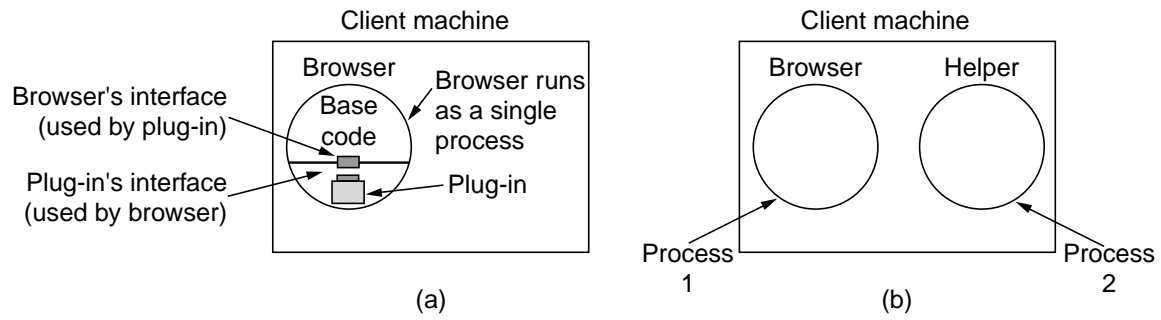 Client machine
Browser
Base
code
Browser runs
as a single
process
Browser's interface
(used by plug-in)
Plug-in's interface
(used by browser)
Plug-in
(a)
Client machine
Browser
Helper
Process
1
Process
2
(b)